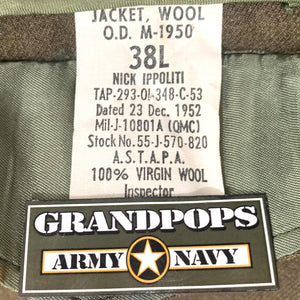 JACKET, WOOL
O.D. M-1950
38L
NICK IPPOLITI
TAP-293-OI-348-C-53
Dated 23 Dec. 1952
Mil-J-10801A (QMC)
Stock No. 55-J-570-820
A.S.T.A.P.A.
100% VIRGIN WOOL
Inspector
GRANDPOPS
ARMY NAVY